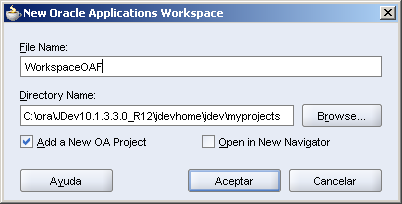 New Oracle Applications Workspace
File Name:
WorkspaceOAF
Directory Name:
C:\ora\JDev10.1.3.3.0_R12\jdevhome\jdev\myprojects
Browse...
Add a New OA Project
Open in New Navigator
Ayuda
Aceptar
Cancelar